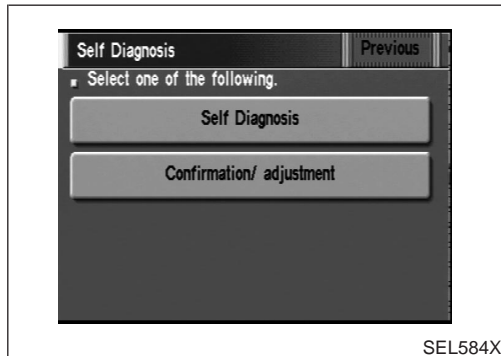 Self Diagnosis
Previous
Select one of the following.
Self Diagnosis
Confirmation/ adjustment
SEL584X